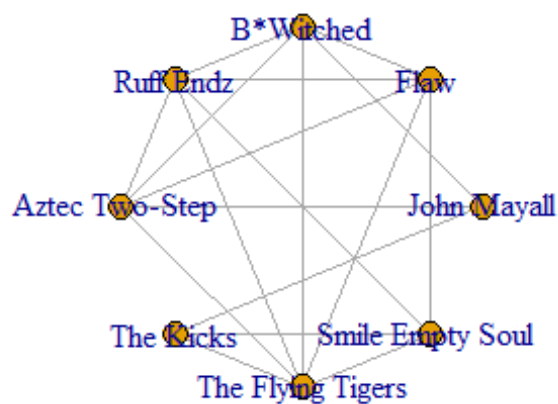 B*Witched
Ruff Endz
Flaw
Aztec Two-Step
John Mayall
The Kicks
Smile Empty Soul
The Flying Tigers